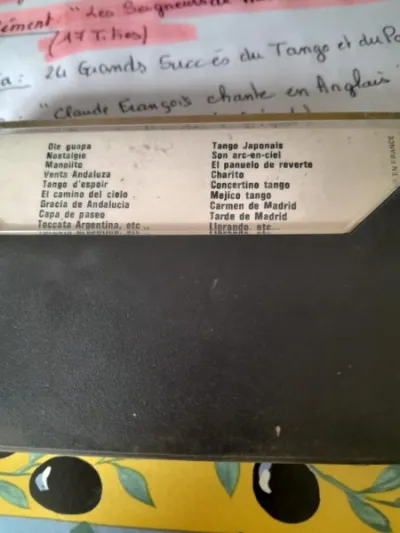 " Les Seigneurs
(17 Titres)
24 Grands Succès du Tango et du
"Claude François chante en Anglais"
Ole guapa
Nostalgie
Manolito
Venta Andaluza
Tango d'espoir
El camino del cielo
Gracia de Andalucia
Capa de paseo
Toccata Argentina, etc...
Tango Japonais
Son arc-en-ciel
El panuelo de reverte
Charito
Concertino tango
Mejico tango
Carmen de Madrid
Tarde de Madrid
Llorando etc...